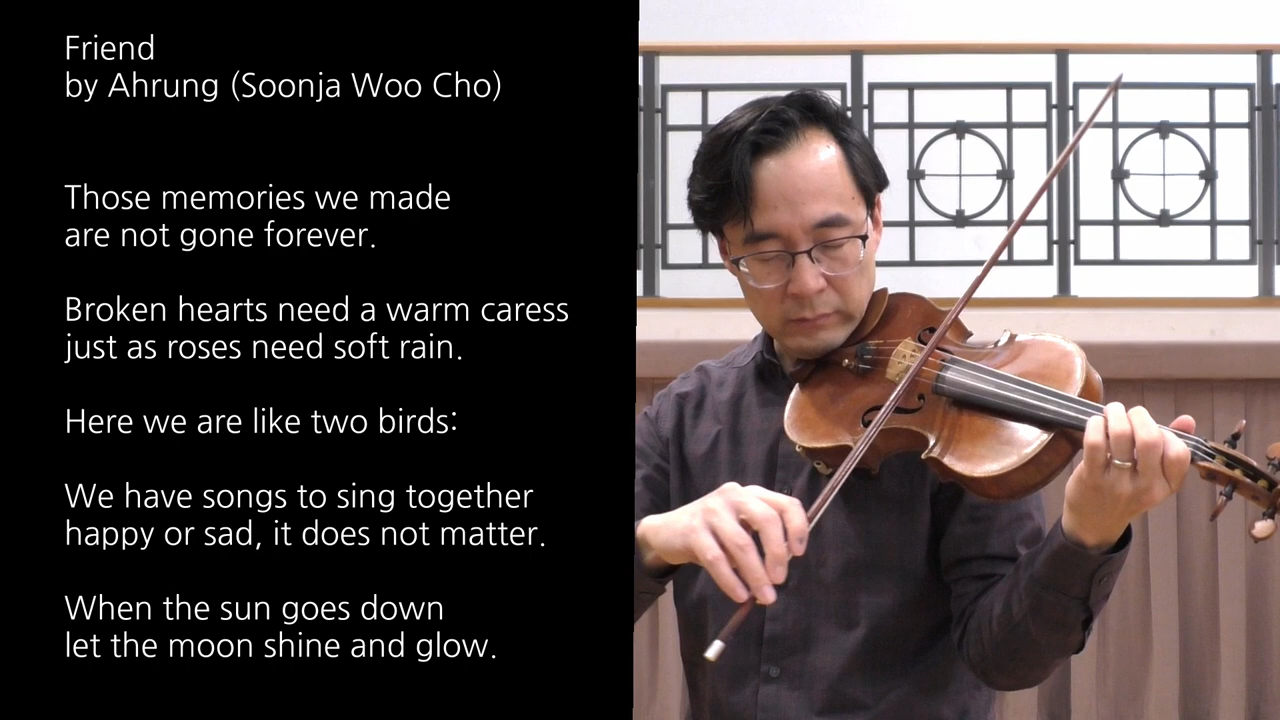 Friend
by Ahrung (Soonja Woo Cho)
Those memories we made
are not gone forever.
Broken hearts need a warm caress
just as roses need soft rain.
Here we are like two birds:
We have songs to sing together
happy or sad, it does not matter.
When the sun goes down
let the moon shine and glow.